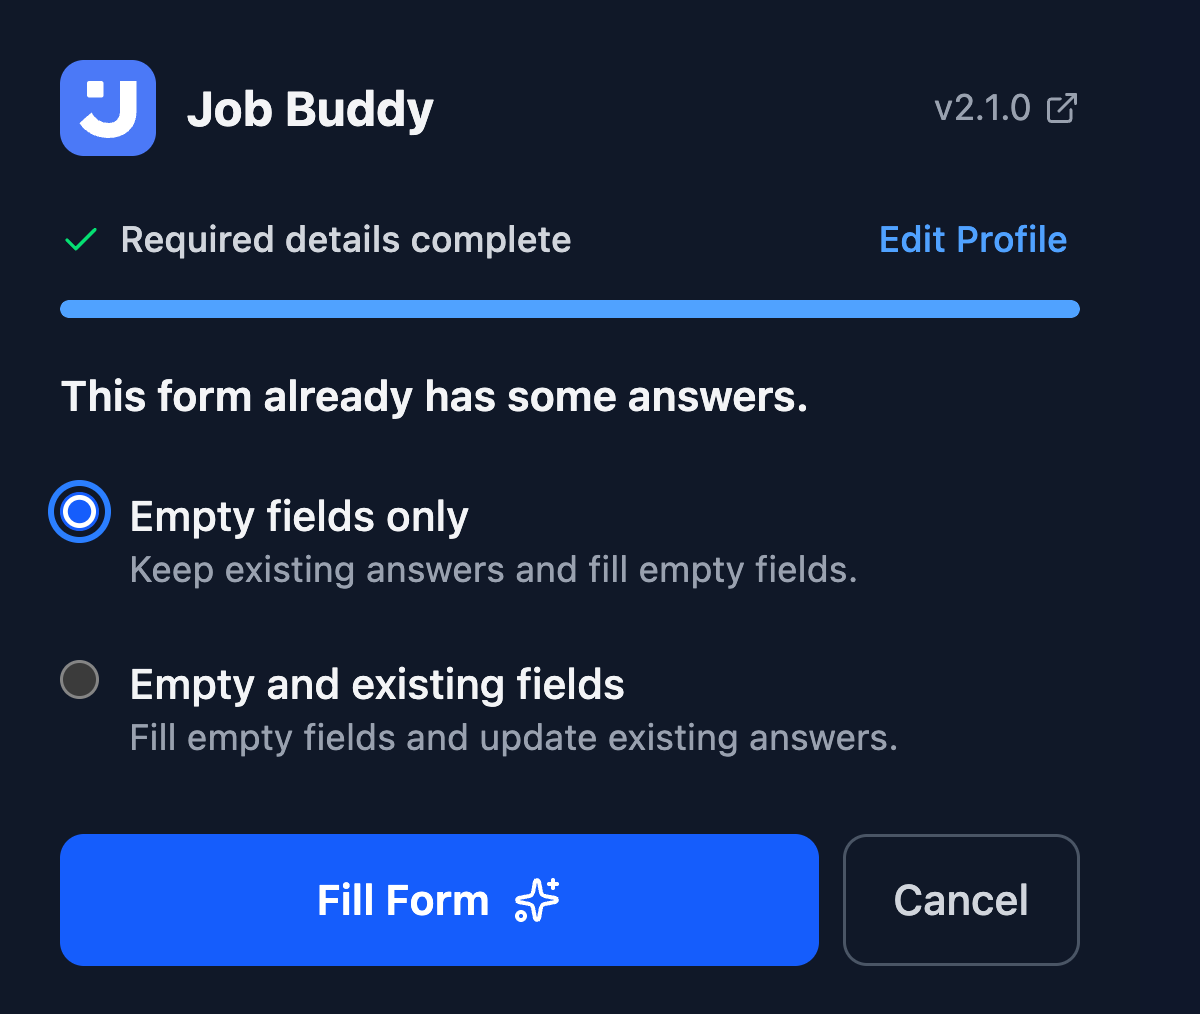 Job Buddy
v2.1.0
Required details complete
Edit Profile
This form already has some answers.
Empty fields only
Keep existing answers and fill empty fields.
Empty and existing fields
Fill empty fields and update existing answers.
Fill Form
Cancel